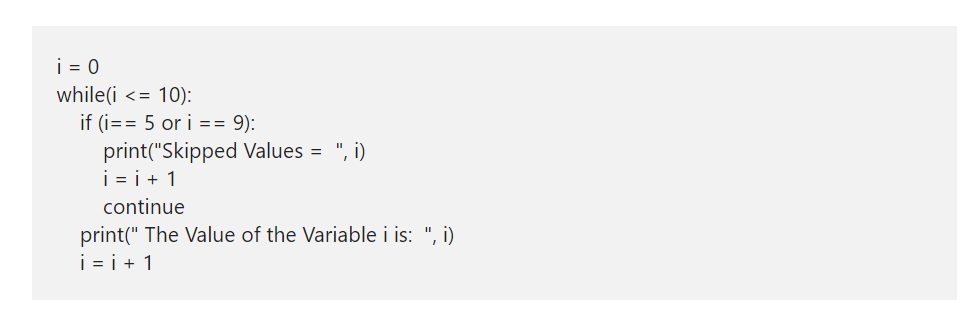 i = 0
while(i <= 10):
    if (i== 5 or i == 9):
        print("Skipped Values =  ", i)
        i = i + 1
        continue
    print(" The Value of the Variable i is:  ", i)
    i = i + 1